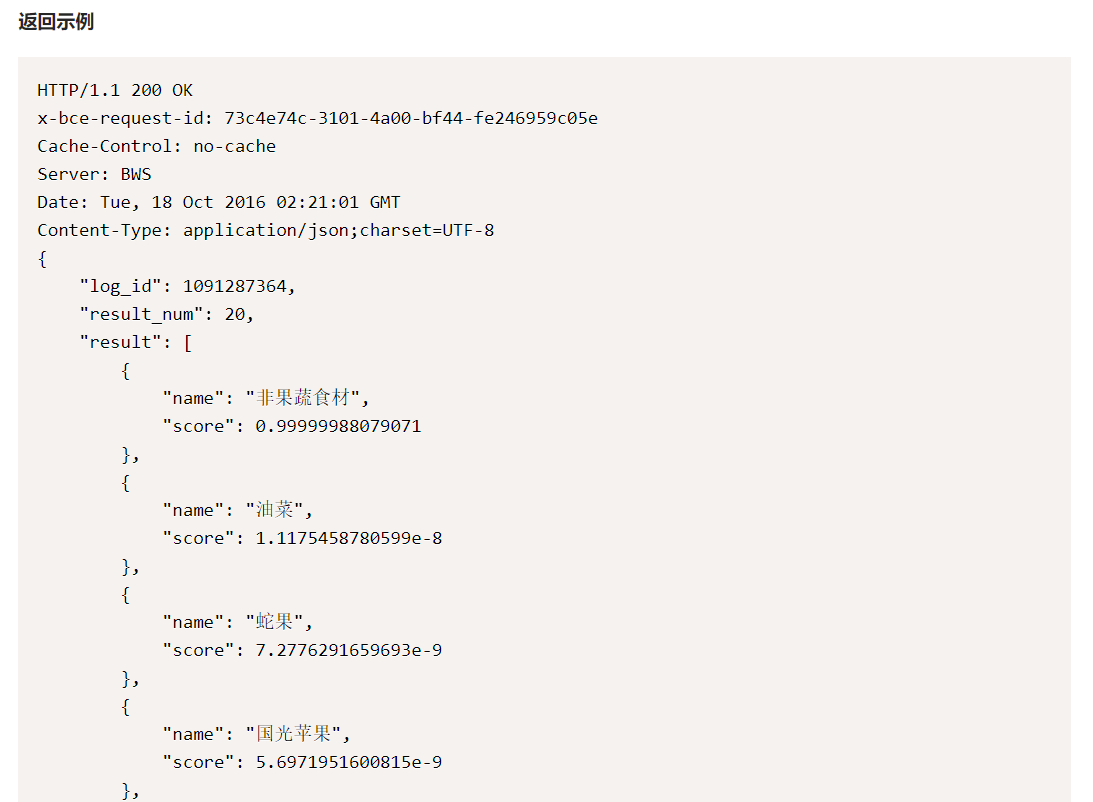 返回示例
HTTP/1.1 200 OK
x-bce-request-id: 73c4e74c-3101-4a00-bf44-fe246959c05e
Cache-Control: no-cache
Server: BWS
Date: Tue, 18 Oct 2016 02:21:01 GMT
Content-Type: application/json;charset=UTF-8
{
    "log_id": 1091287364,
    "result_num": 20,
    "result": [
        {
            "name": "非果蔬食材",
            "score": 0.99999988079071
        },
        {
            "name": "油菜",
            "score": 1.1175458780599e-8
        },
        {
            "name": "蛇果",
            "score": 7.2776291659693e-9
        },
        {
            "name": "国光苹果",
            "score": 5.6971951600815e-9
        },